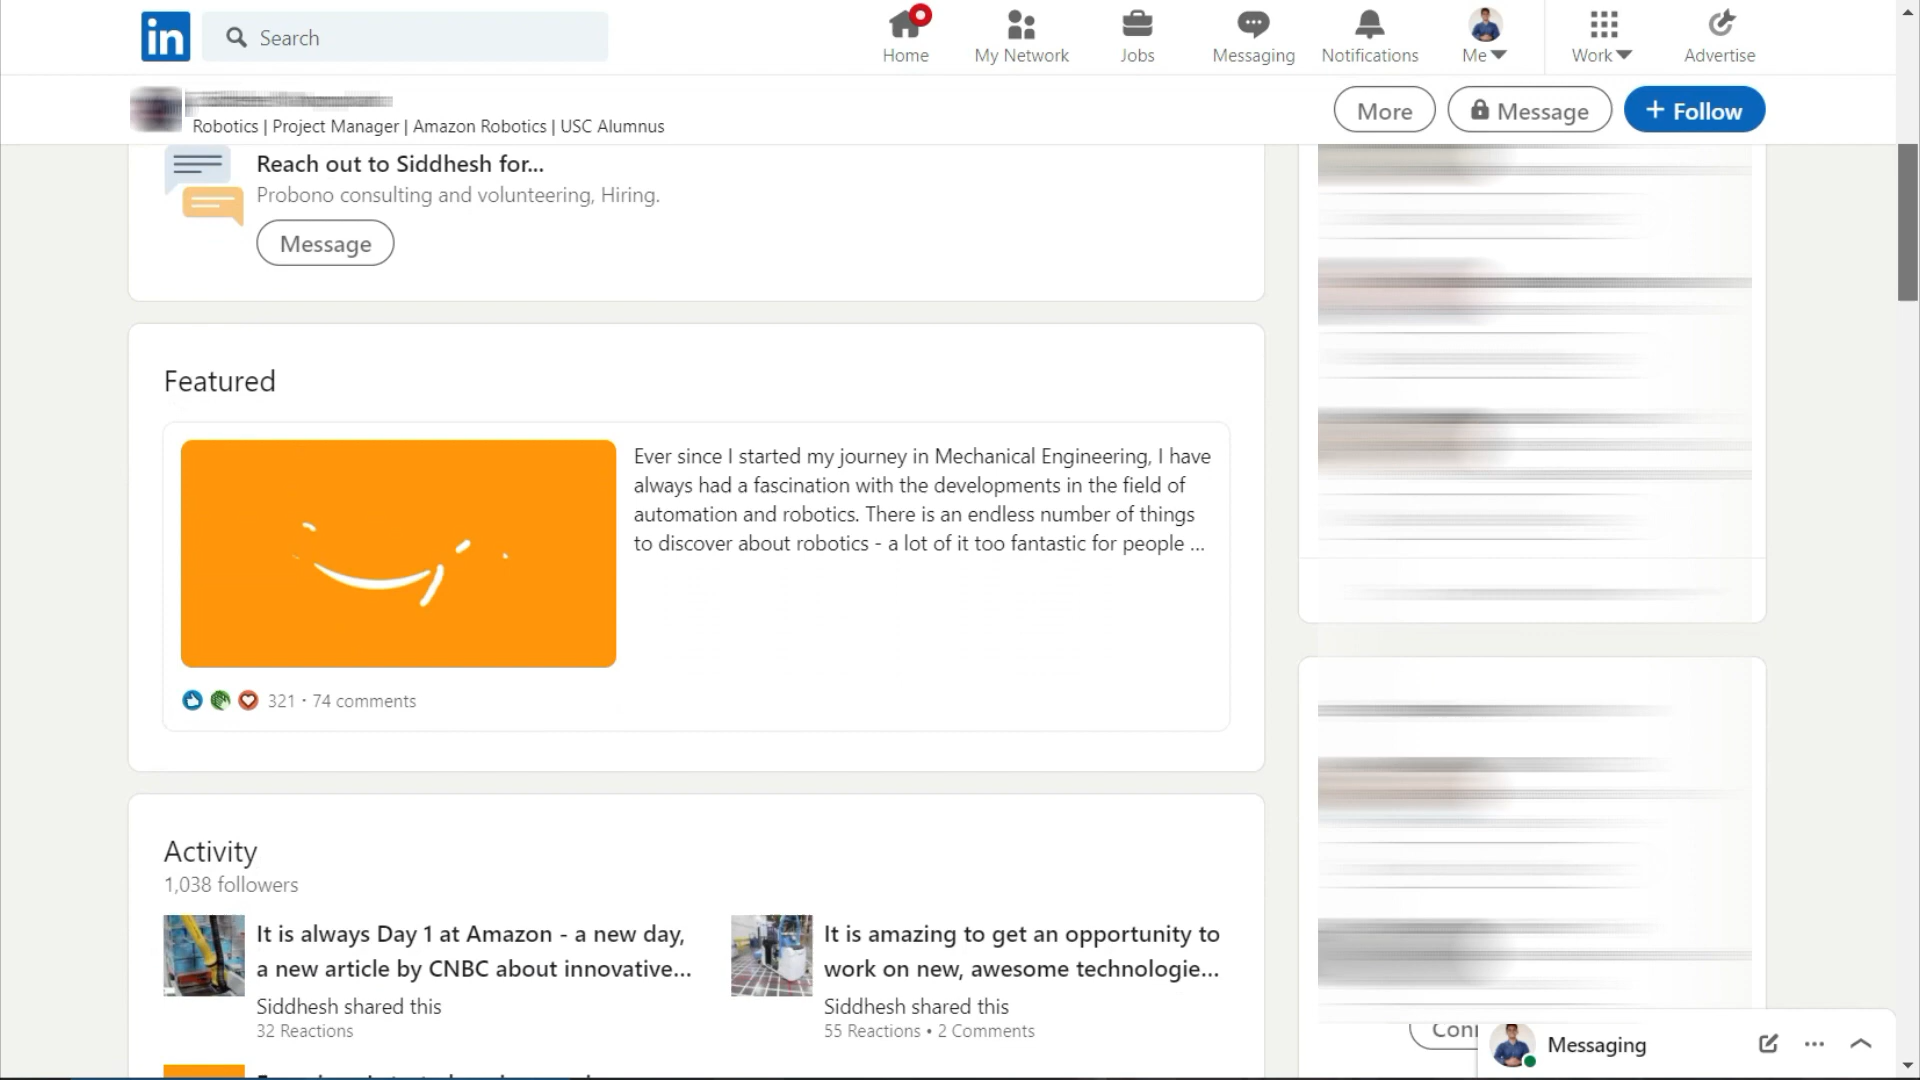 in
Search
Home
My Network
Jobs
Messaging
Notifications
Me
Work
Advertise
Robotics | Project Manager | Amazon Robotics | USC Alumnus
More
Message
+ Follow
Reach out to Siddhesh for...
Probono consulting and volunteering, Hiring.
Message
Featured
Ever since I started my journey in Mechanical Engineering, I have
always had a fascination with the developments in the field of
automation and robotics. There is an endless number of things
to discover about robotics - a lot of it too fantastic for people ...
321 · 74 comments
Activity
1,038 followers
It is always Day 1 at Amazon - a new day,
a new article by CNBC about innovative...
Siddhesh shared this
32 Reactions
It is amazing to get an opportunity to
work on new, awesome technologie...
Siddhesh shared this
55 Reactions • 2 Comments
Messaging